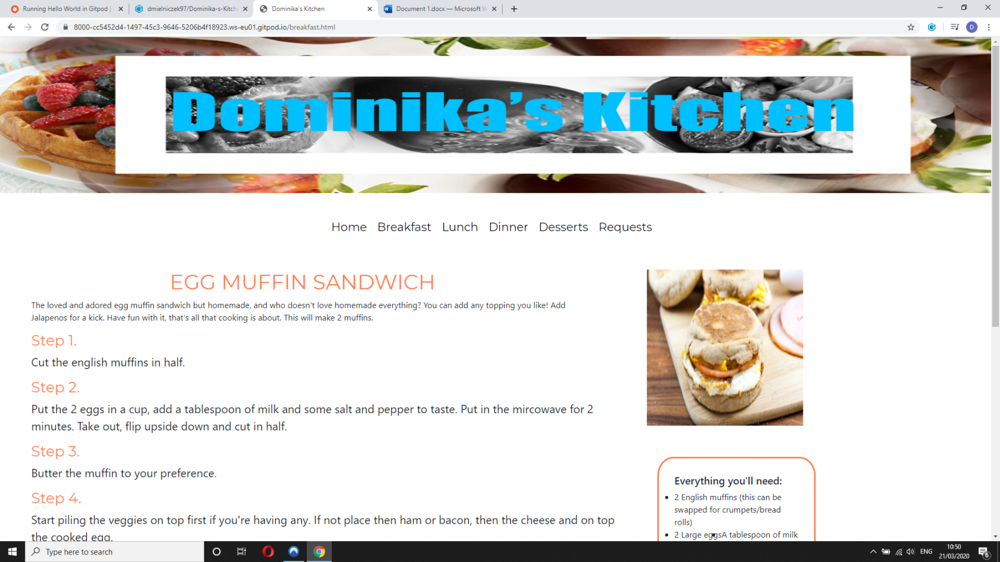 Running Hello World in Gitpod |
dmielniczek97/Dominika-s-Kitche
Dominika's Kitchen
Document 1.docx — Microsoft W
8000-cc5452d4-1497-45c3-9646-5206b4f18923.ws-eu01.gitpod.io/breakfast.html
D
Dominika's Kitchen
Home Breakfast Lunch Dinner Desserts Requests
EGG MUFFIN SANDWICH
The loved and adored egg muffin sandwich but homemade, and who doesn't love homemade everything? You can add any topping you like! Add
Jalapenos for a kick. Have fun with it, that's all that cooking is about. This will make 2 muffins.
Step 1.
Cut the english muffins in half.
Step 2.
Put the 2 eggs in a cup, add a tablespoon of milk and some salt and pepper to taste. Put in the mircowave for 2
minutes. Take out, flip upside down and cut in half.
Step 3.
Butter the muffin to your preference.
Step 4.
Start piling the veggies on top first if you're having any. If not place then ham or bacon, then the cheese and on top
the cooked egg.
Everything you'll need:
2 English muffins (this can be
swapped for crumpets/bread
rolls)
2 Large eggsA tablespoon of milk
Type here to search
ENG
10:50
21/03/2020
6